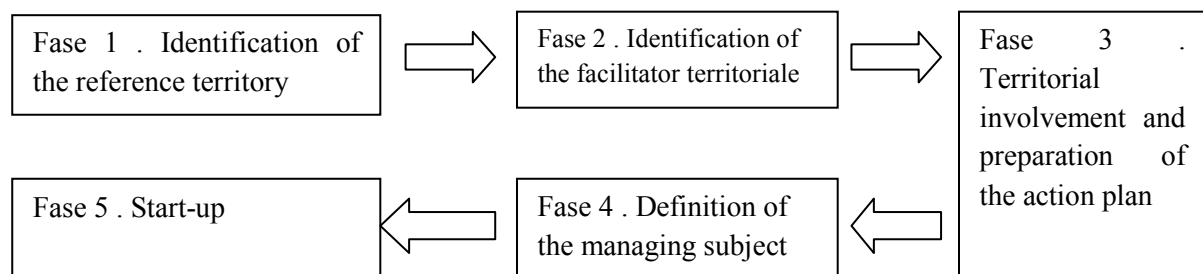 Fase 1 . Identification of
the reference territory
Fase 2 . Identification of
the facilitator territoriale
Fase 3 .
Territorial
involvement and
preparation of
the action plan
Fase 4 . Definition of
the managing subject
Fase 5 . Start-up